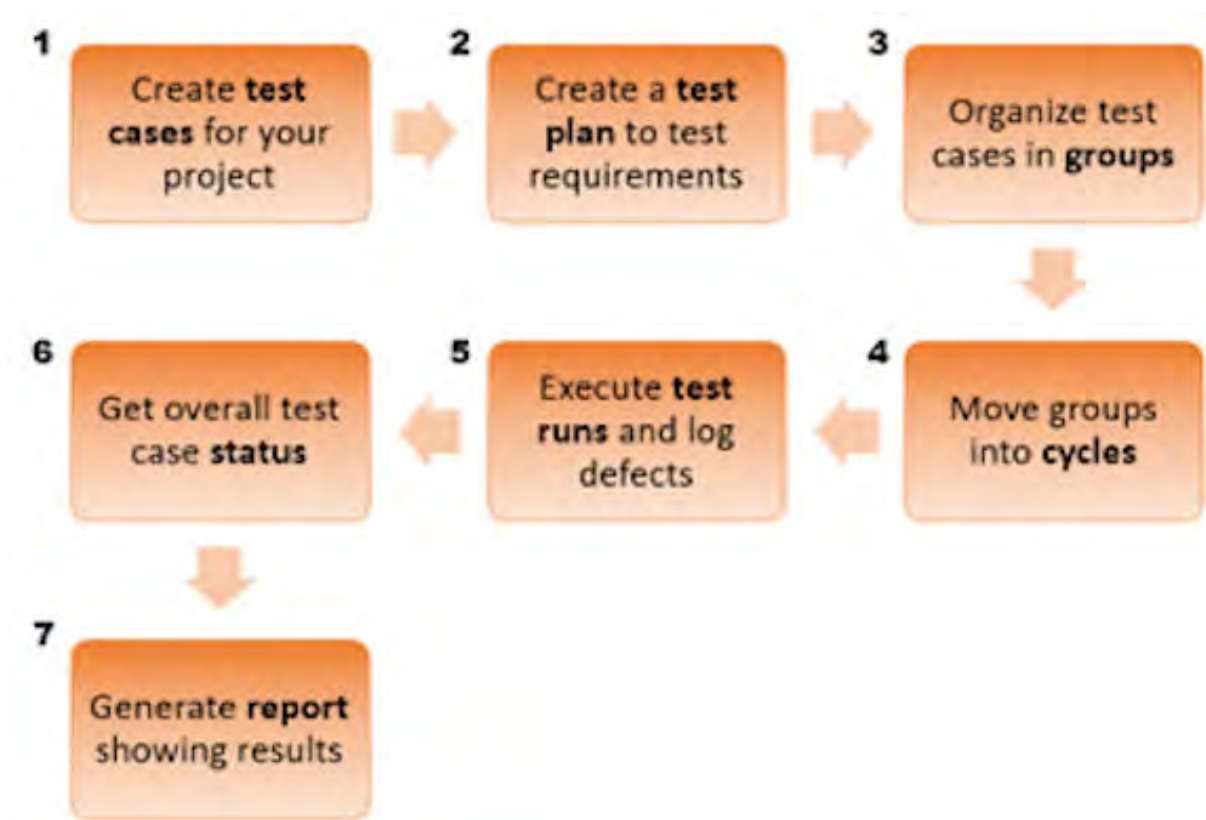 1
Create test
cases for your
project
2
Create a test
plan to test
requirements
3
Organize test
cases in groups
4
Move groups
into cycles
5
Execute test
runs and log
defects
6
Get overall test
case status
7
Generate report
showing results